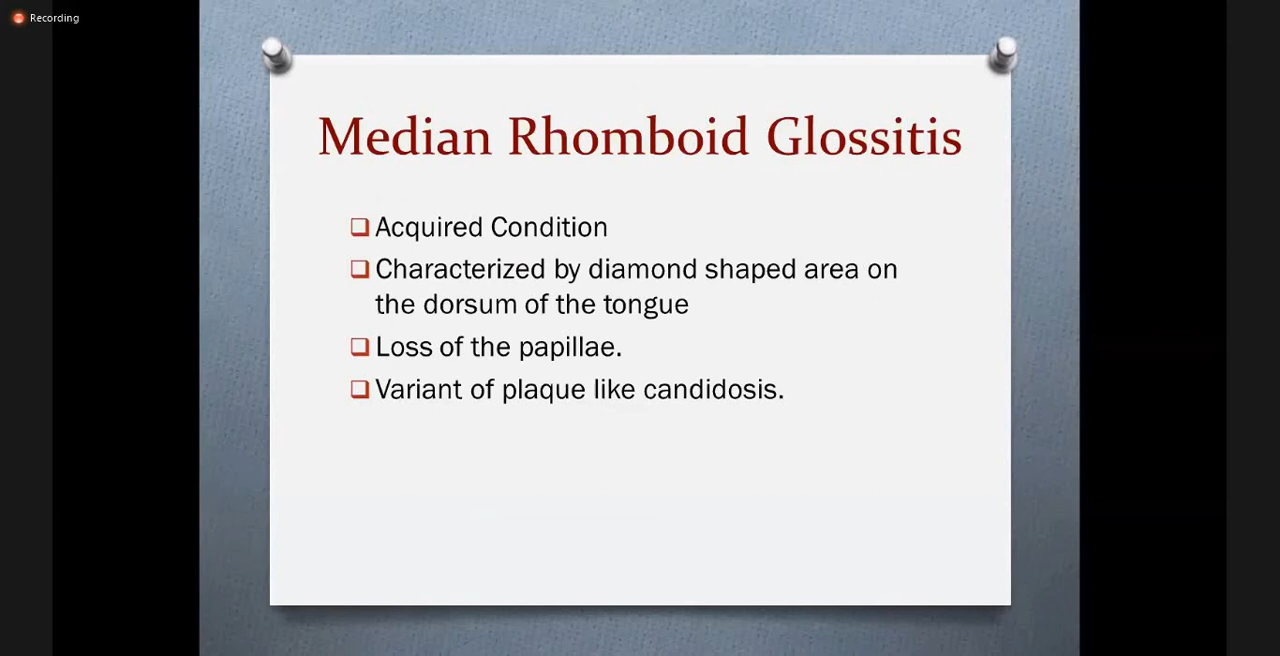 Recording
Median Rhomboid Glossitis
Acquired Condition
Characterized by diamond shaped area on
the dorsum of the tongue
Loss of the papillae.
Variant of plaque like candidosis.